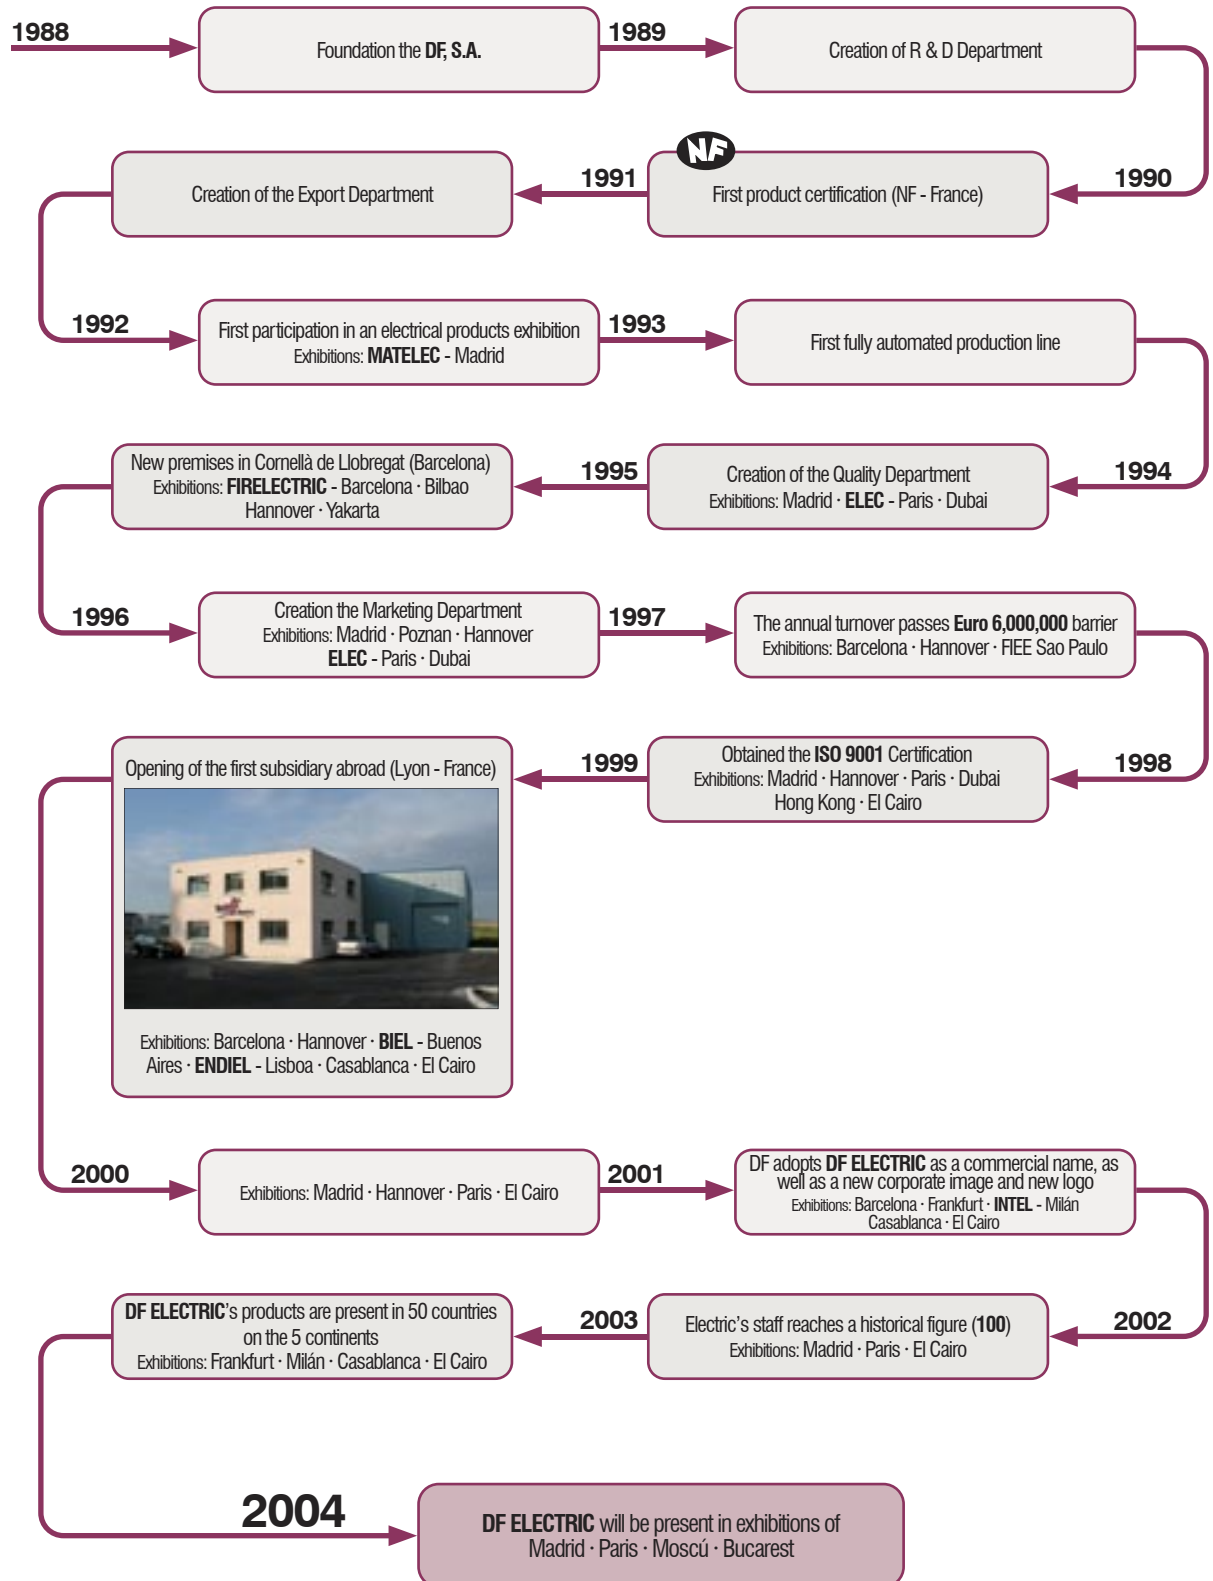 1988
Foundation the DF, S.A.
1989
Creation of R & D Department
1990
NF
First product certification (NF - France)
1991
Creation of the Export Department
1992
First participation in an electrical products exhibition
Exhibitions: MATELEC - Madrid
1993
First fully automated production line
1994
Creation of the Quality Department
Exhibitions: Madrid · ELEC - Paris · Dubai
1995
New premises in Cornellà de Llobregat (Barcelona)
Exhibitions: FIRELECTRIC - Barcelona · Bilbao
Hannover · Yakarta
1996
Creation the Marketing Department
Exhibitions: Madrid · Poznan · Hannover
ELEC - Paris · Dubai
1997
The annual turnover passes Euro 6,000,000 barrier
Exhibitions: Barcelona · Hannover · FIEE Sao Paulo
1998
Obtained the ISO 9001 Certification
Exhibitions: Madrid · Hannover · Paris · Dubai
Hong Kong · El Cairo
1999
Opening of the first subsidiary abroad (Lyon - France)
Exhibitions: Barcelona · Hannover · BIEL - Buenos
Aires · ENDIEL - Lisboa · Casablanca · El Cairo
2000
Exhibitions: Madrid · Hannover · Paris · El Cairo
2001
DF adopts DF ELECTRIC as a commercial name, as
well as a new corporate image and new logo
Exhibitions: Barcelona · Frankfurt · INTEL - Milán
Casablanca · El Cairo
2002
Electric's staff reaches a historical figure (100)
Exhibitions: Madrid · Paris · El Cairo
2003
DF ELECTRIC's products are present in 50 countries
on the 5 continents
Exhibitions: Frankfurt · Milán · Casablanca · El Cairo
2004
DF ELECTRIC will be present in exhibitions of
Madrid · Paris · Moscú · Bucarest